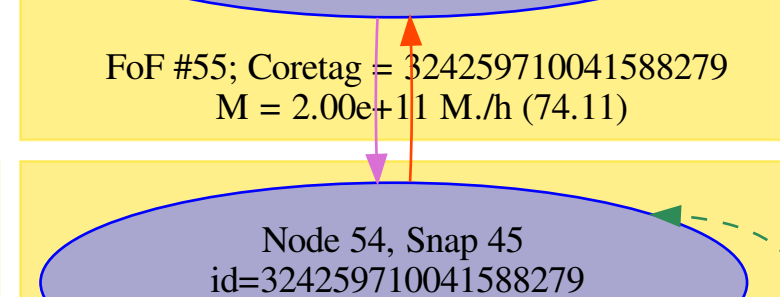 FoF #55; Coretag = 324259710041588279
M = 2.00e+11 M./h (74.11)
Node 54, Snap 45
id=324259710041588279